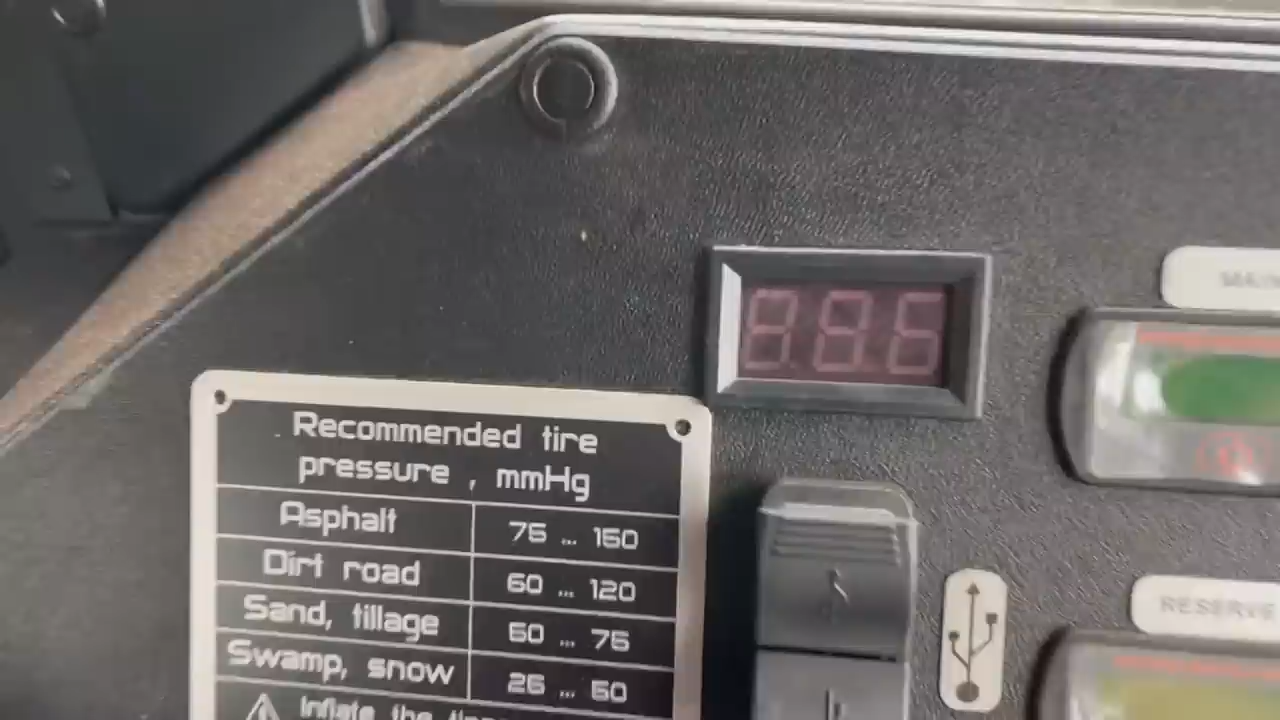 Recommended tire
pressure, mmHg
Asphalt 75 ... 150
Dirt road 60 ... 120
Sand, tillage 50 ... 75
Swamp, snow 25 ... 50
Inflate the
MAIN
RESERVE